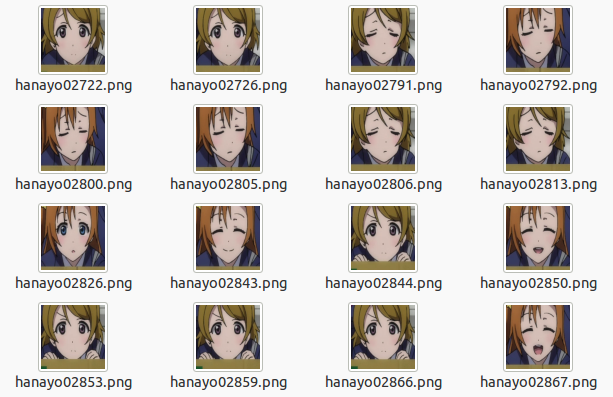 hanayo02722.png hanayo02726.png hanayo02791.png hanayo02792.png
hanayo02800.png hanayo02805.png hanayo02806.png hanayo02813.png
hanayo02826.png hanayo02843.png hanayo02844.png hanayo02850.png
hanayo02853.png hanayo02859.png hanayo02866.png hanayo02867.png